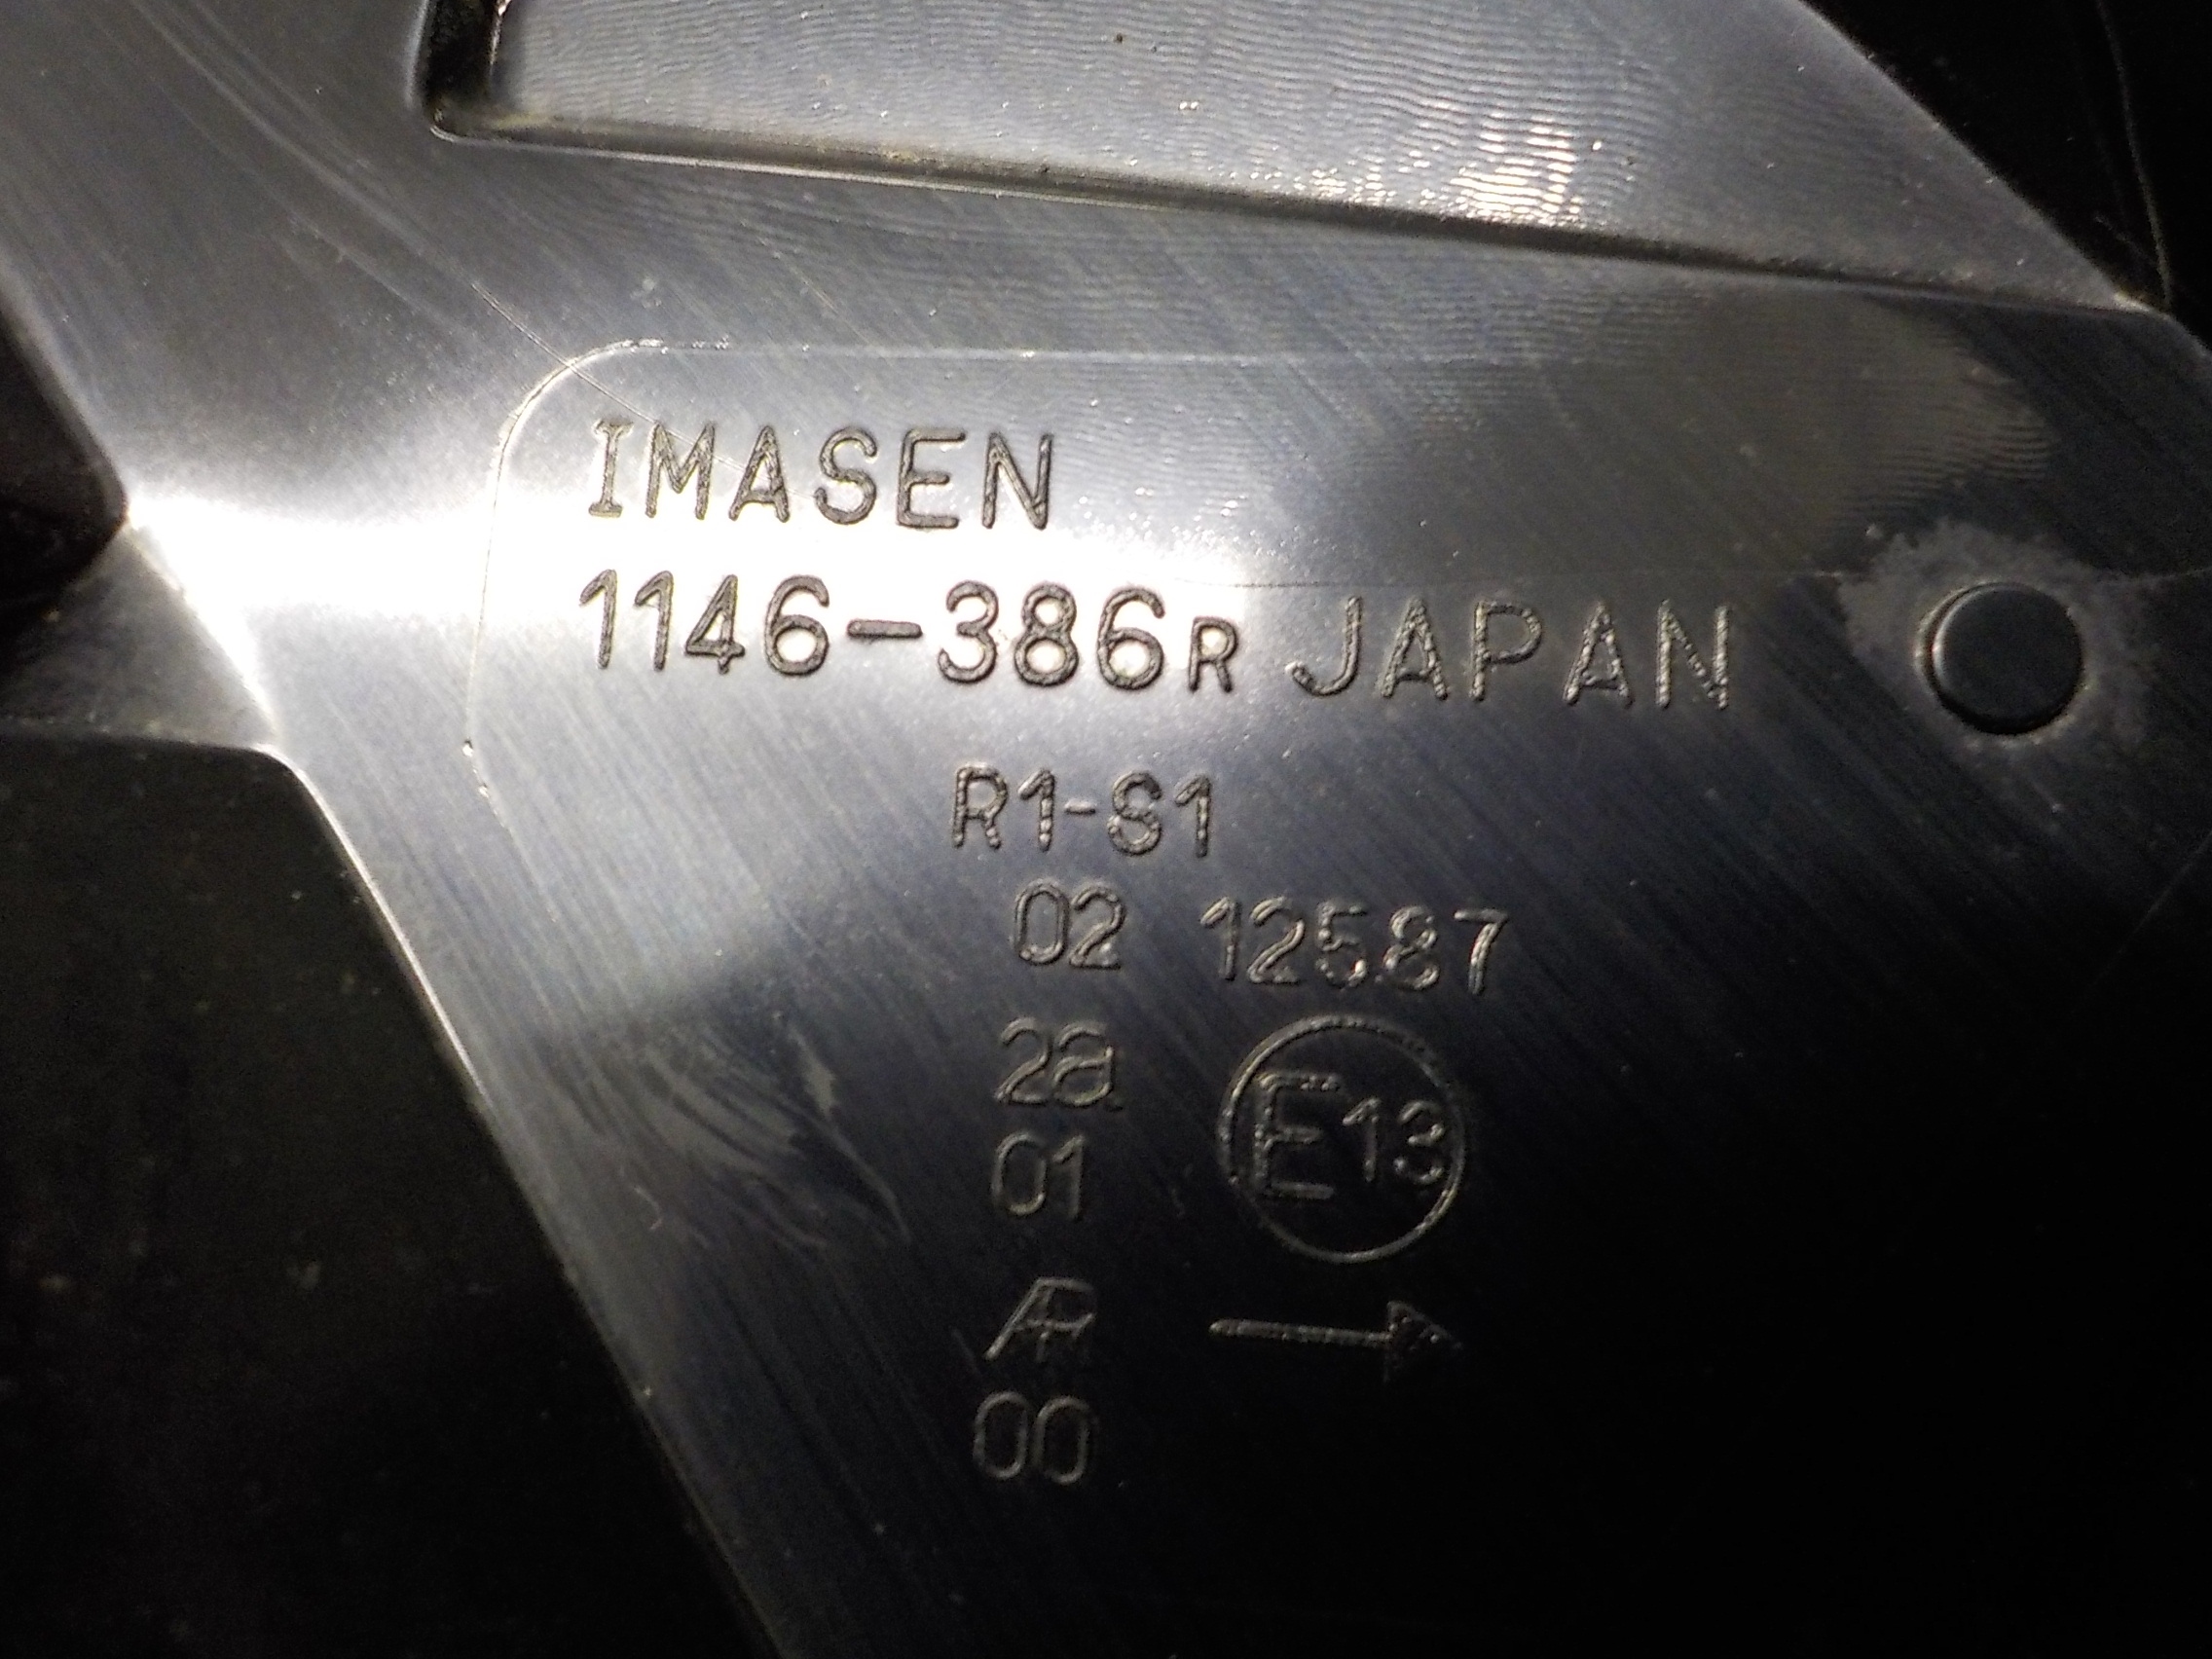 IMASEN
1146-386R JAPAN
R1-S1
02 12587
2a
01
E13
AR
00